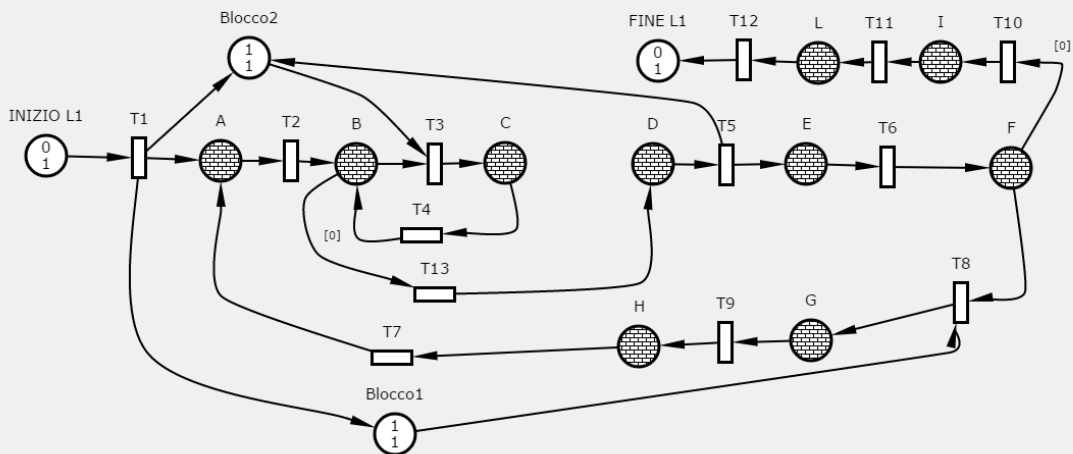 Blocco2
1
1
FINE L1
0
1
T12
L
T11
I
T10
[0]
INIZIO L1
0
1
T1
A
T2
B
T3
C
D
T5
E
T6
F
T4
[0]
T13
T8
T7
H
T9
G
Blocco1
1
1